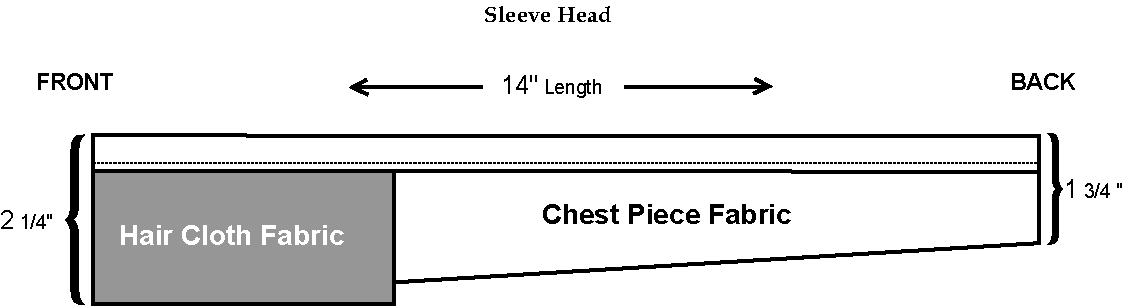 Sleeve Head
FRONT
14" Length
BACK
2 1/4"
Hair Cloth Fabric
Chest Piece Fabric
1 3/4 "